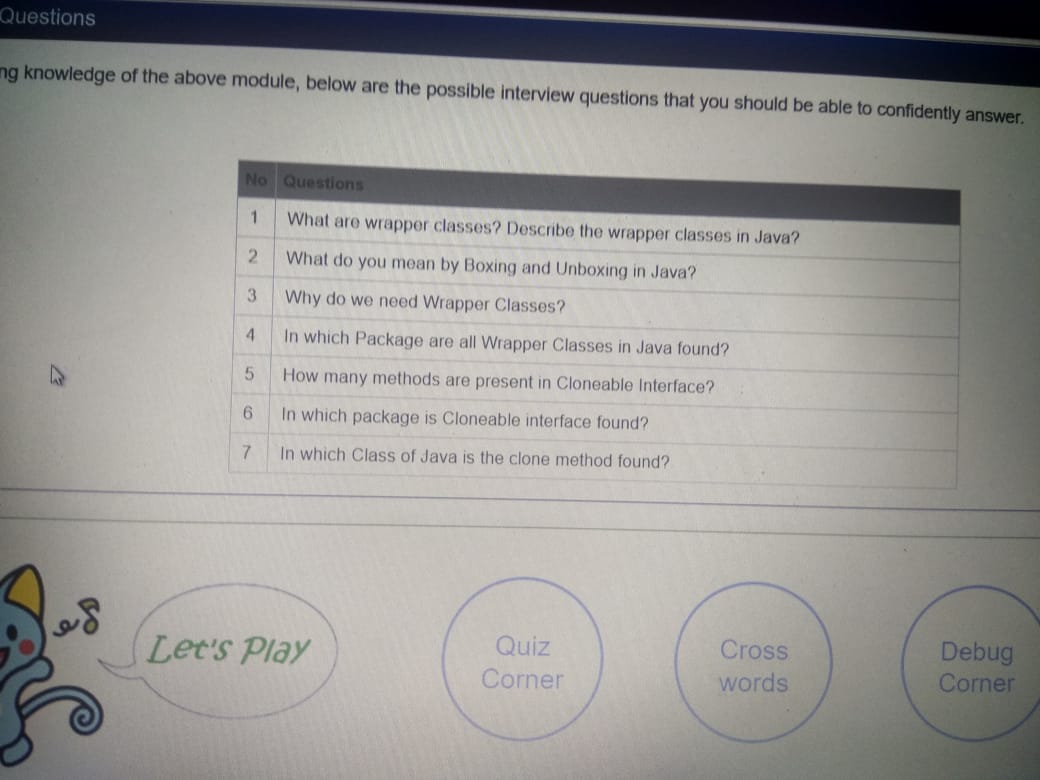 Questions
ng knowledge of the above module, below are the possible interview questions that you should be able to confidently answer.
No Questions
1 What are wrapper classes? Describe the wrapper classes in Java?
2 What do you mean by Boxing and Unboxing in Java?
3 Why do we need Wrapper Classes?
4 In which Package are all Wrapper Classes in Java found?
5 How many methods are present in Cloneable Interface?
6 In which package is Cloneable interface found?
7 In which Class of Java is the clone method found?
Let's Play
Quiz
Corner
Cross
words
Debug
Corner